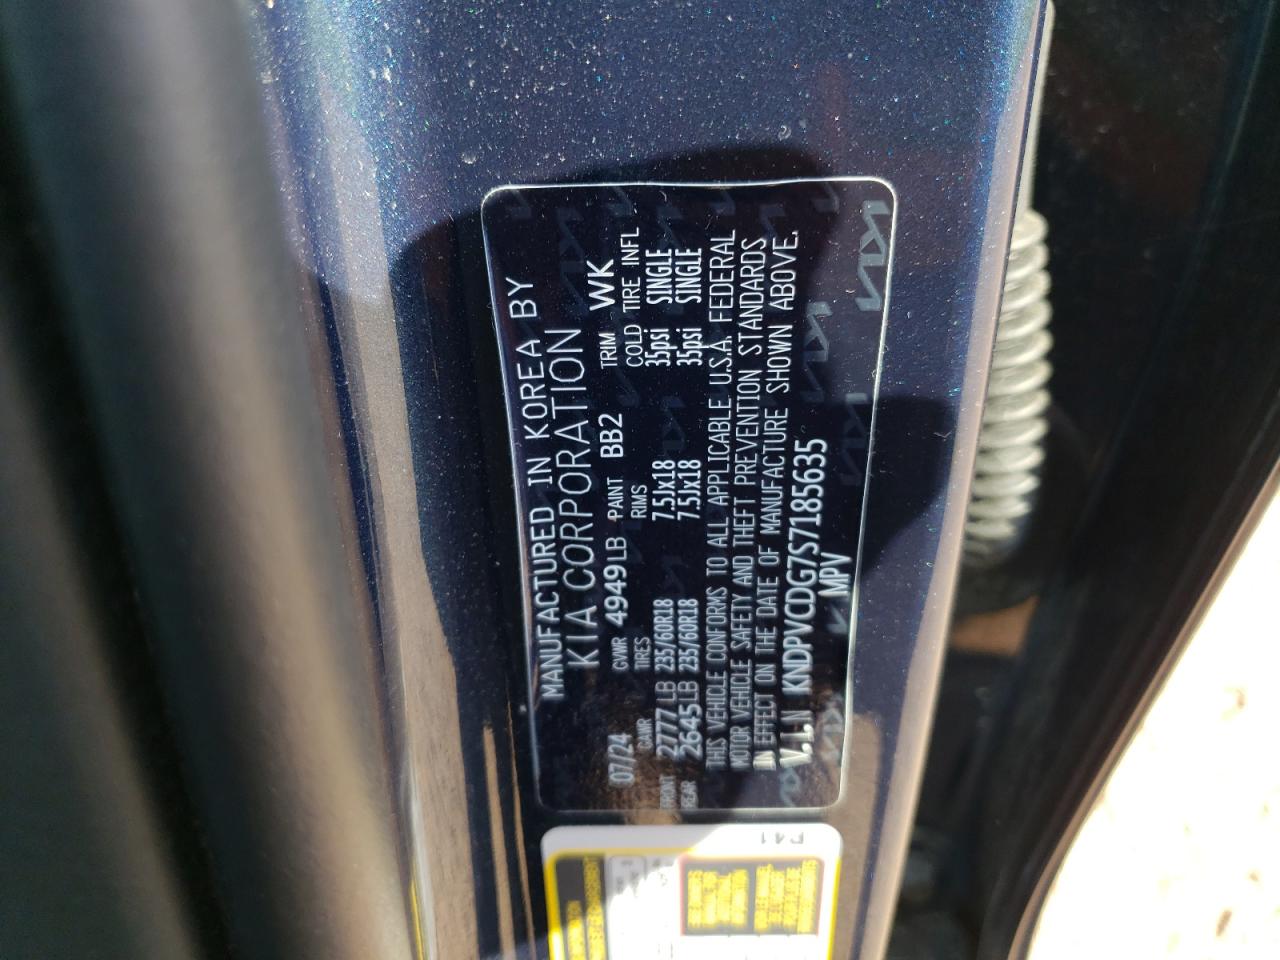 MANUFACTURED IN KOREA BY
KIA CORPORATION
07/24 GVWR 4949LB PAINT BB2 TRIM WK
GAWR TIRES RIMS COLD TIRE INFL
FRONT 2777LB 235/60R18 7.5Jx18 35psi SINGLE
REAR 2645LB 235/60R18 7.5Jx18 35psi SINGLE
THIS VEHICLE CONFORMS TO ALL APPLICABLE U.S.A. FEDERAL
MOTOR VEHICLE SAFETY AND THEFT PREVENTION STANDARDS
IN EFFECT ON THE DATE OF MANUFACTURE SHOWN ABOVE.
V.I.N KNDPVCDG7S7185635
MPV